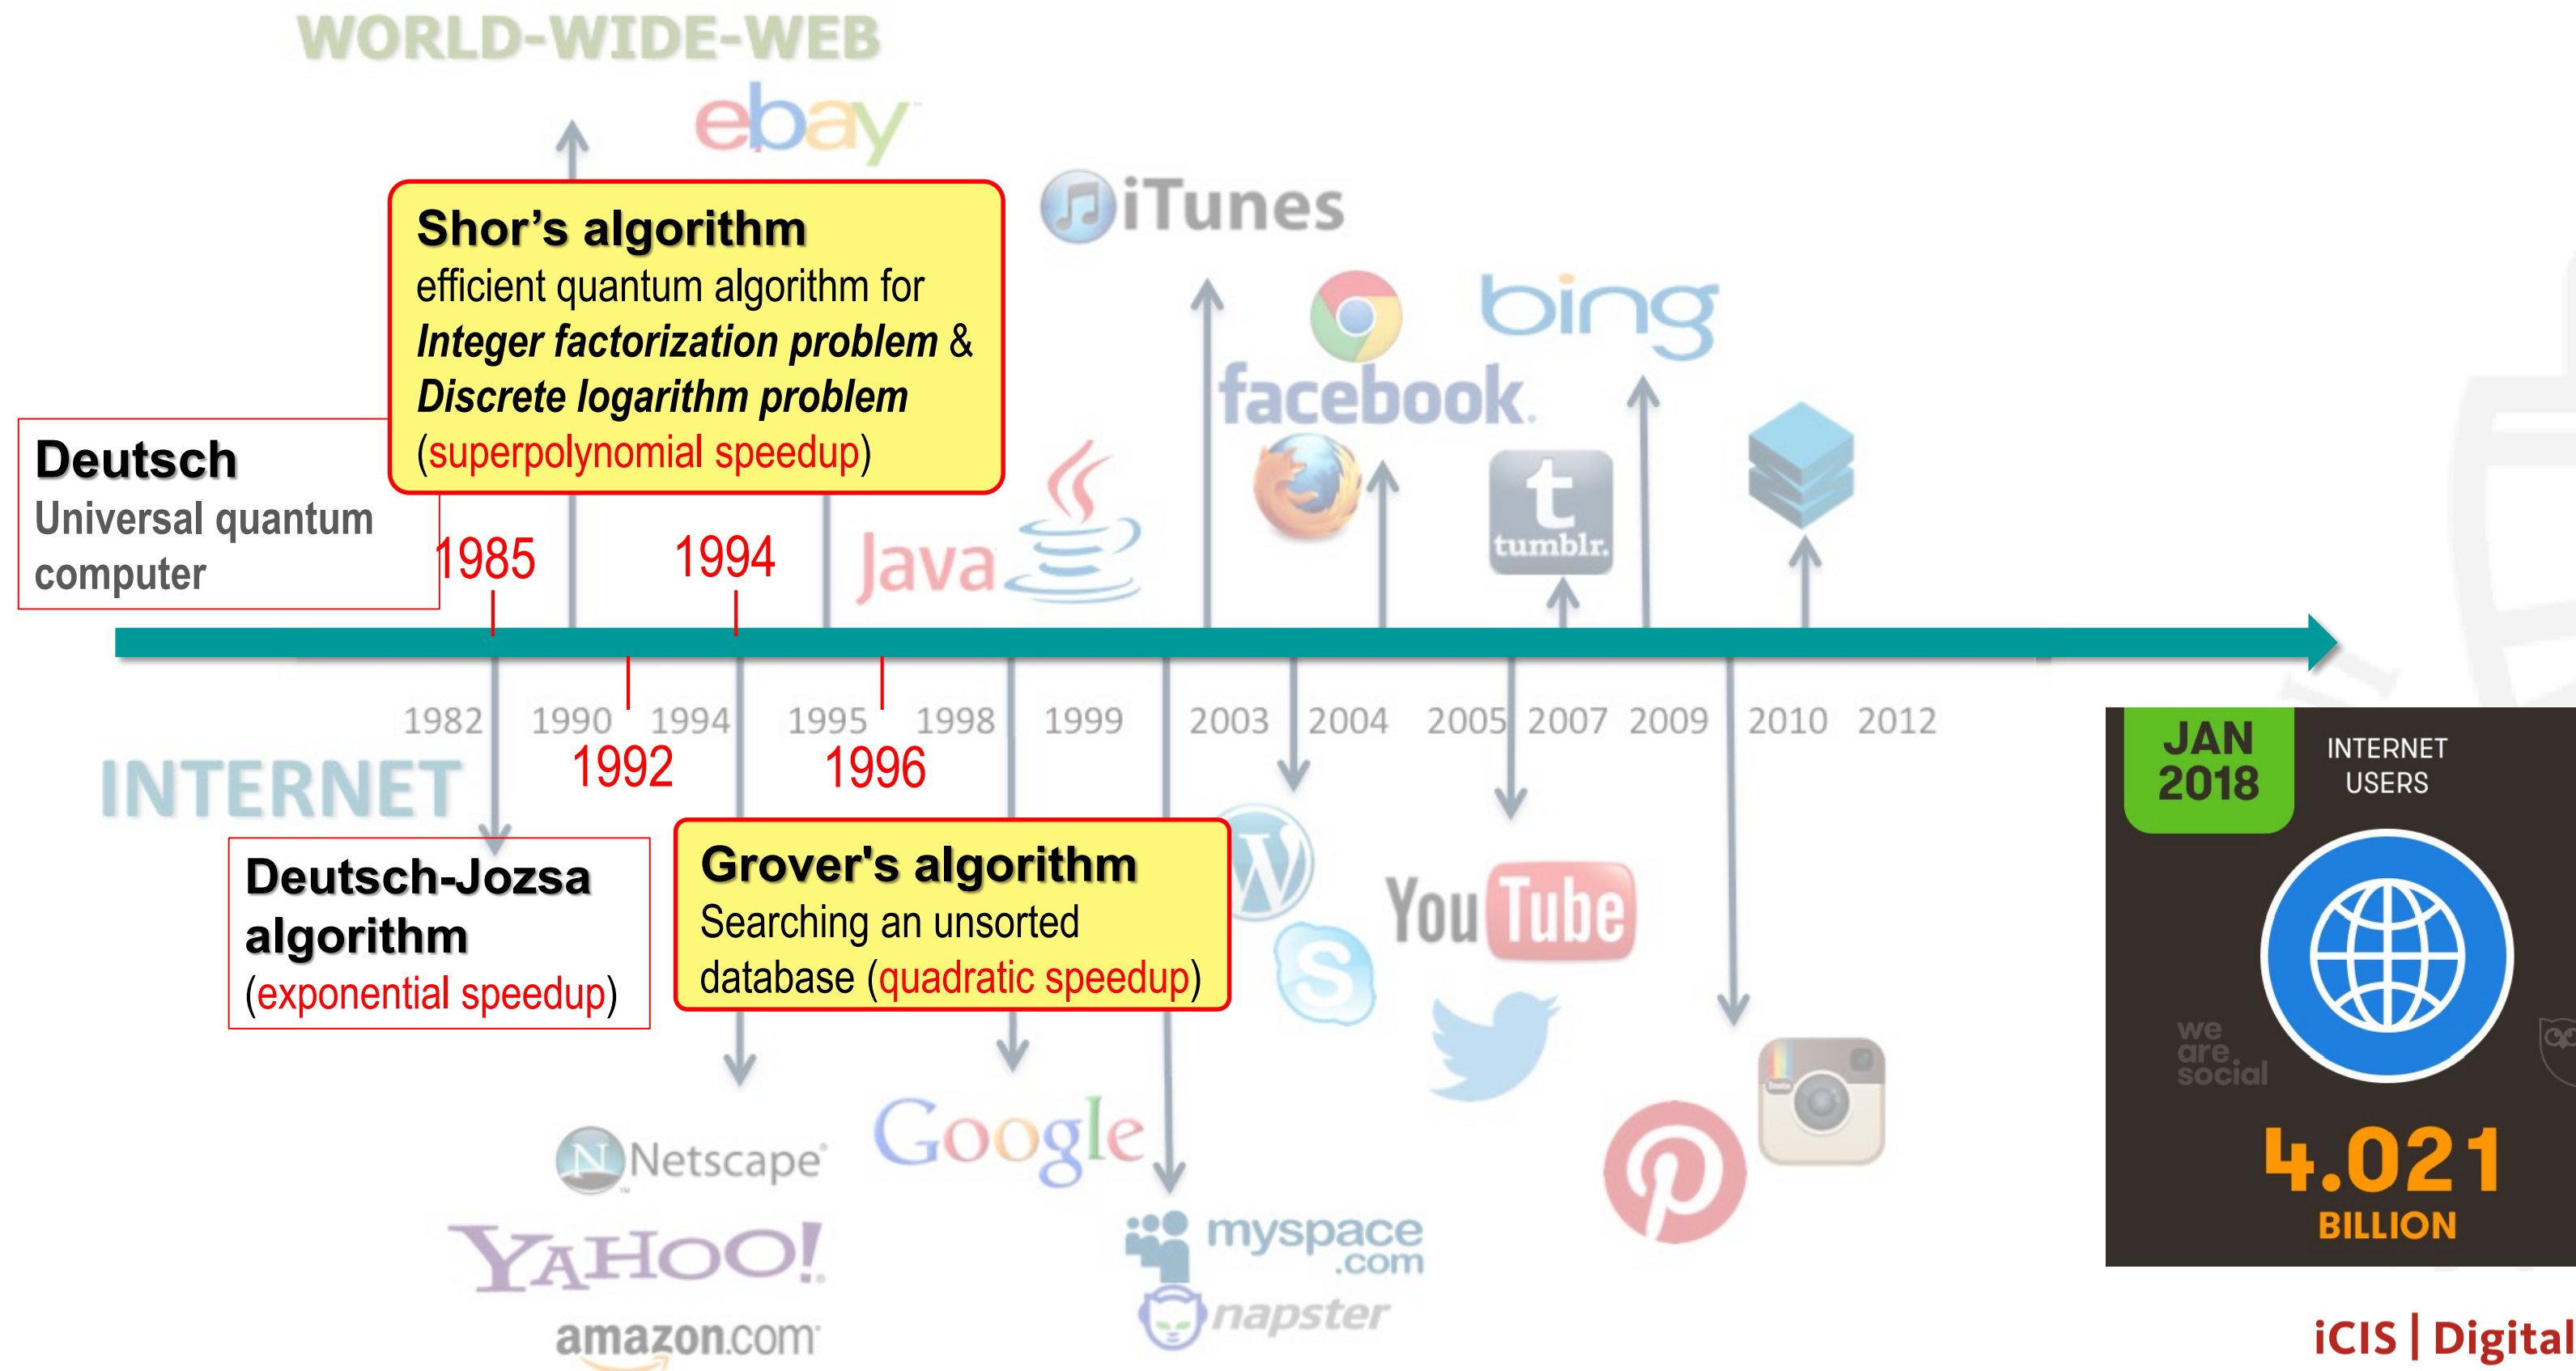 WORLD-WIDE-WEB
ebay
Shor's algorithm
efficient quantum algorithm for
Integer factorization problem &
Discrete logarithm problem
(superpolynomial speedup)
iTunes
bing
facebook.
Deutsch
Universal quantum
computer
1985
1994
Java
t
tumblr.
1982 1990 1994 1995 1998 1999 2003 2004 2005 2007 2009 2010 2012
1992
1996
INTERNET
Deutsch-Jozsa
algorithm
(exponential speedup)
Grover's algorithm
Searching an unsorted
database (quadratic speedup)
W
S
You Tube
N Netscape
Google
YAHOO!
amazon.com
myspace
.com
napster
JAN
2018
INTERNET
USERS
we
are
social
4.021
BILLION
iCIS | Digital